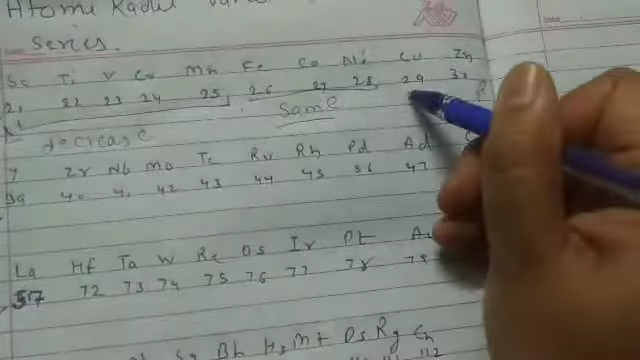 Atomic Radii
series.
Sc Ti V Cr Mn Fe Co Ni Cu Zn
21 22 23 24 25 26 27 28 29 30
decrease same
Y Zr Nb Mo Tc Ru Rh Pd Ad
39 40 41 42 43 44 45 56 47
La Hf Ta W Re Os Ir Pt Au
57 72 73 74 75 76 77 78 79
Sg Bh Hs Mt Ds Rg Cn
112